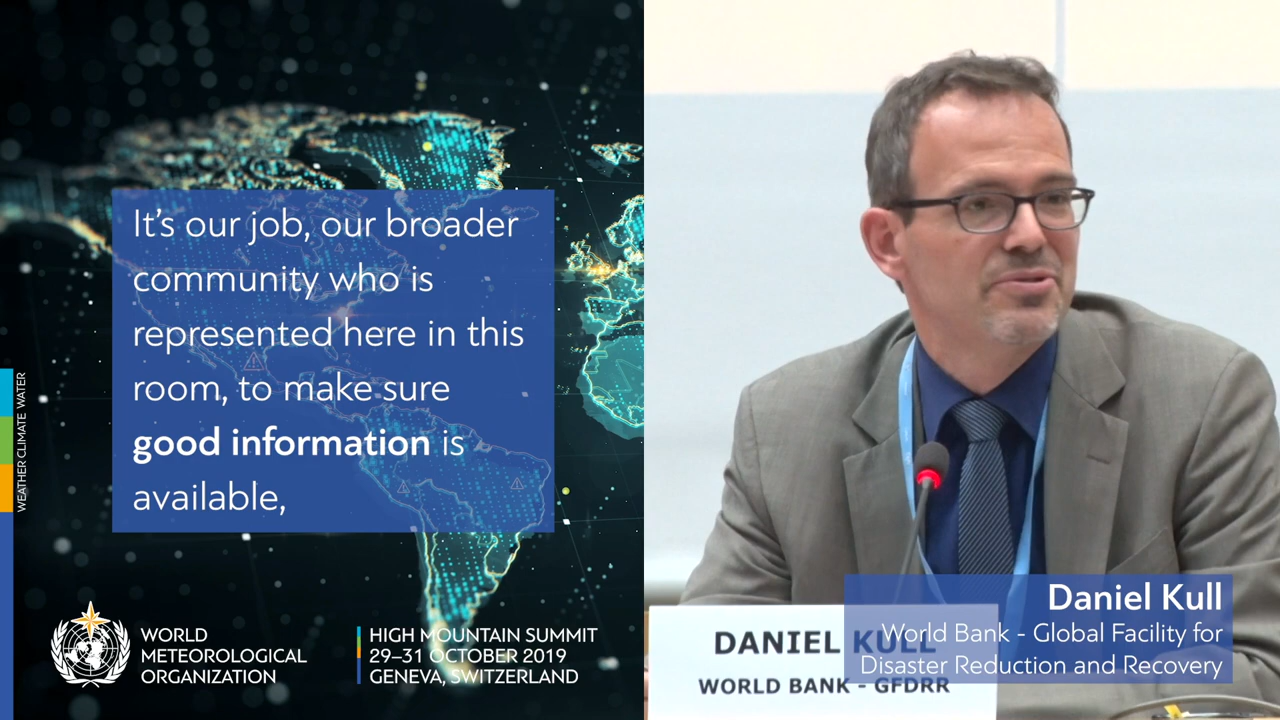 It's our job, our broader
community who is
represented here in this
room, to make sure
good information is
available,
WEATHER CLIMATE WATER
WORLD
METEOROLOGICAL
ORGANIZATION
HIGH MOUNTAIN SUMMIT
29–31 OCTOBER 2019
GENEVA, SWITZERLAND
Daniel Kull
World Bank - Global Facility for
Disaster Reduction and Recovery
DANIEL KULL
WORLD BANK - GFDRR